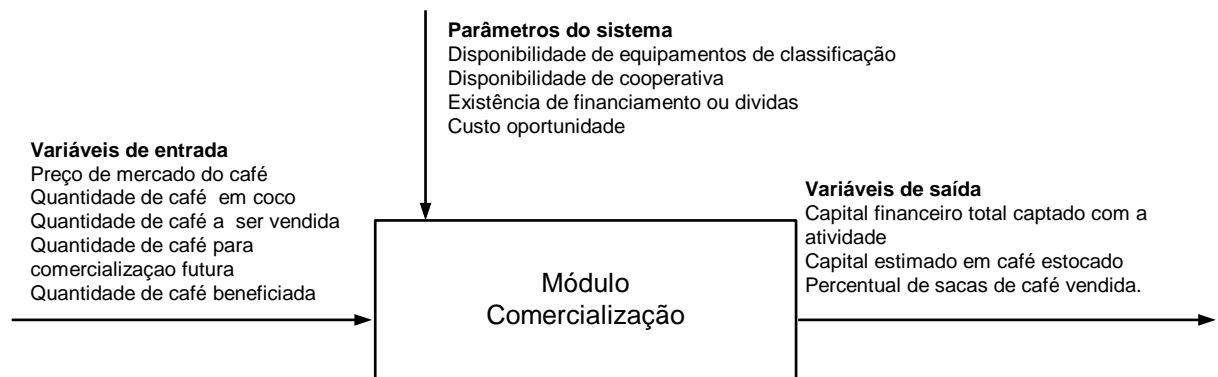 Parâmetros do sistema
Disponibilidade de equipamentos de classificação
Disponibilidade de cooperativa
Existência de financiamento ou dividas
Custo oportunidade
Variáveis de entrada
Preço de mercado do café
Quantidade de café em coco
Quantidade de café a ser vendida
Quantidade de café para
comercializaçao futura
Quantidade de café beneficiada
Módulo
Comercialização
Variáveis de saída
Capital financeiro total captado com a
atividade
Capital estimado em café estocado
Percentual de sacas de café vendida.